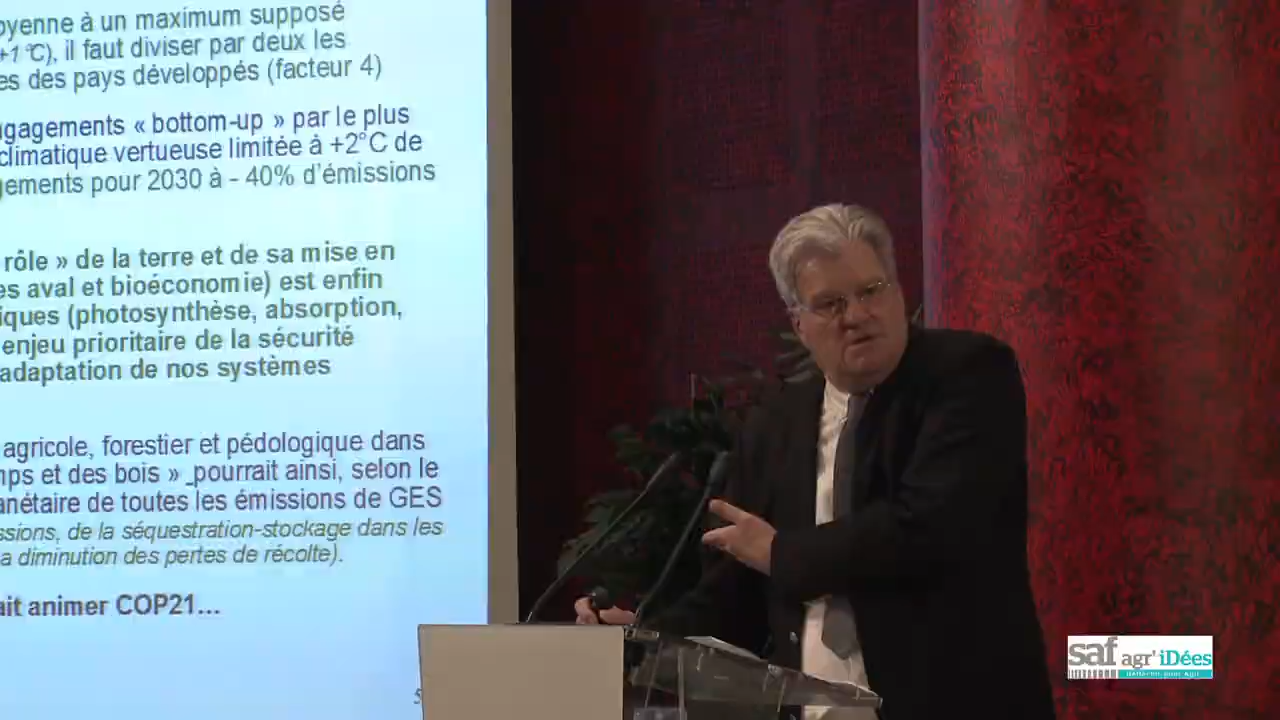 oyenne à un maximum supposé
+1 °C), il faut diviser par deux les
es des pays développés (facteur 4)
gagements « bottom-up » par le plus
climatique vertueuse limitée à +2°C de
gements pour 2030 à - 40% d'émissions
rôle » de la terre et de sa mise en
es aval et bioéconomie) est enfin
iques (photosynthèse, absorption,
enjeu prioritaire de la sécurité
adaptation de nos systèmes
agricole, forestier et pédologique dans
nps et des bois » _pourrait ainsi, selon le
anétaire de toutes les émissions de GES
ssions, de la séquestration-stockage dans les
a diminution des pertes de récolte).
ait animer COP21...
5
saf agr'iDées